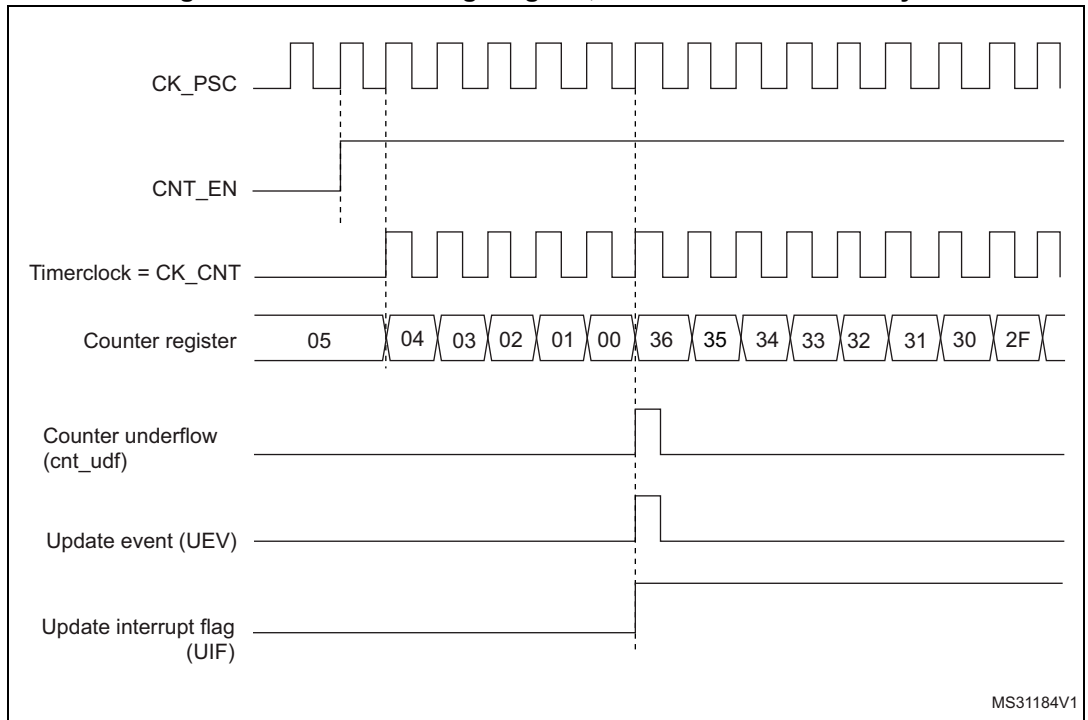 CK_PSC
CNT_EN
Timerclock = CK_CNT
Counter register 05 04 03 02 01 00 36 35 34 33 32 31 30 2F
Counter underflow
(cnt_udf)
Update event (UEV)
Update interrupt flag
(UIF)
MS31184V1